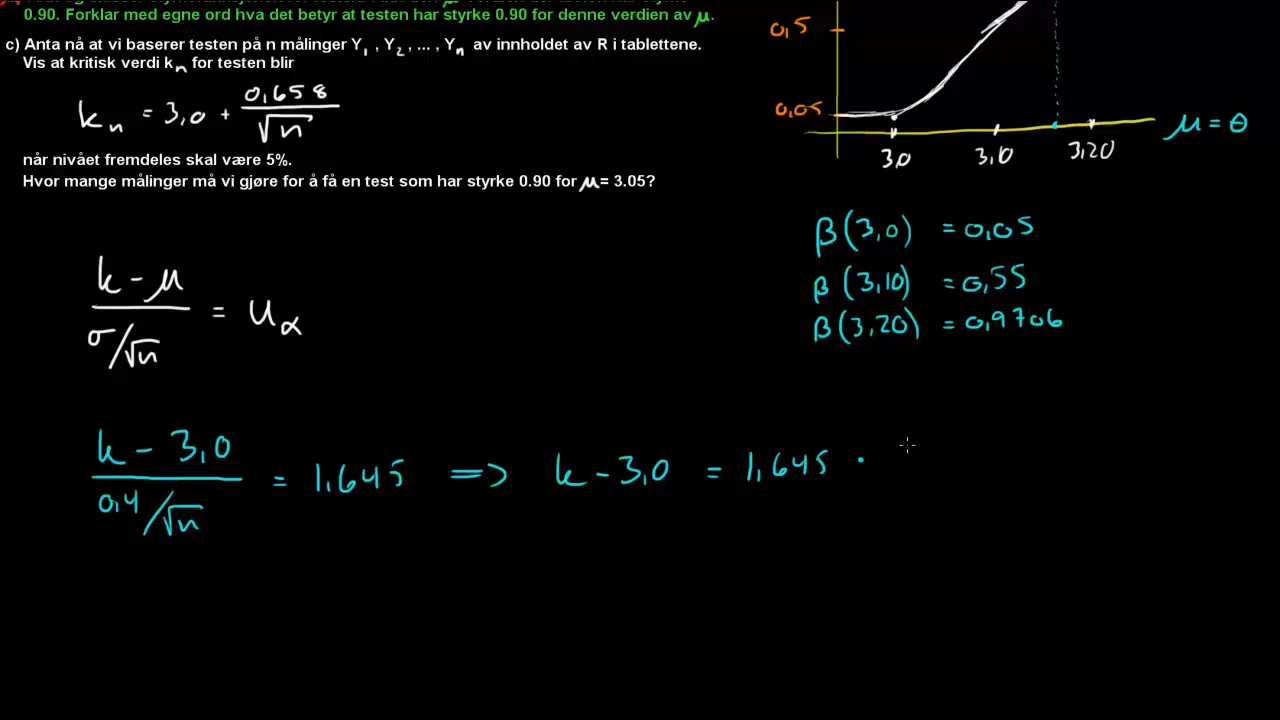 0.90. Forklar med egne ord hva det betyr at testen har styrke 0.90 for denne verdien av μ.
c) Anta nå at vi baserer testen på n målinger Y₁ , Y₂ , ... , Yₙ av innholdet av R i tablettene.
Vis at kritisk verdi kₙ for testen blir
kₙ = 3,0 + 0,658 / √n
når nivået fremdeles skal være 5%.
Hvor mange målinger må vi gjøre for å få en test som har styrke 0.90 for μ = 3.05?
0,5
0,05
3,0 3,10 3,20 μ = θ
β(3,0) = 0,05
β(3,10) = 0,55
β(3,20) = 0,9706
(k - μ) / (σ/√n) = u_α
(k - 3,0) / (0,4/√n) = 1,645 ⇒ k - 3,0 = 1,645 ·